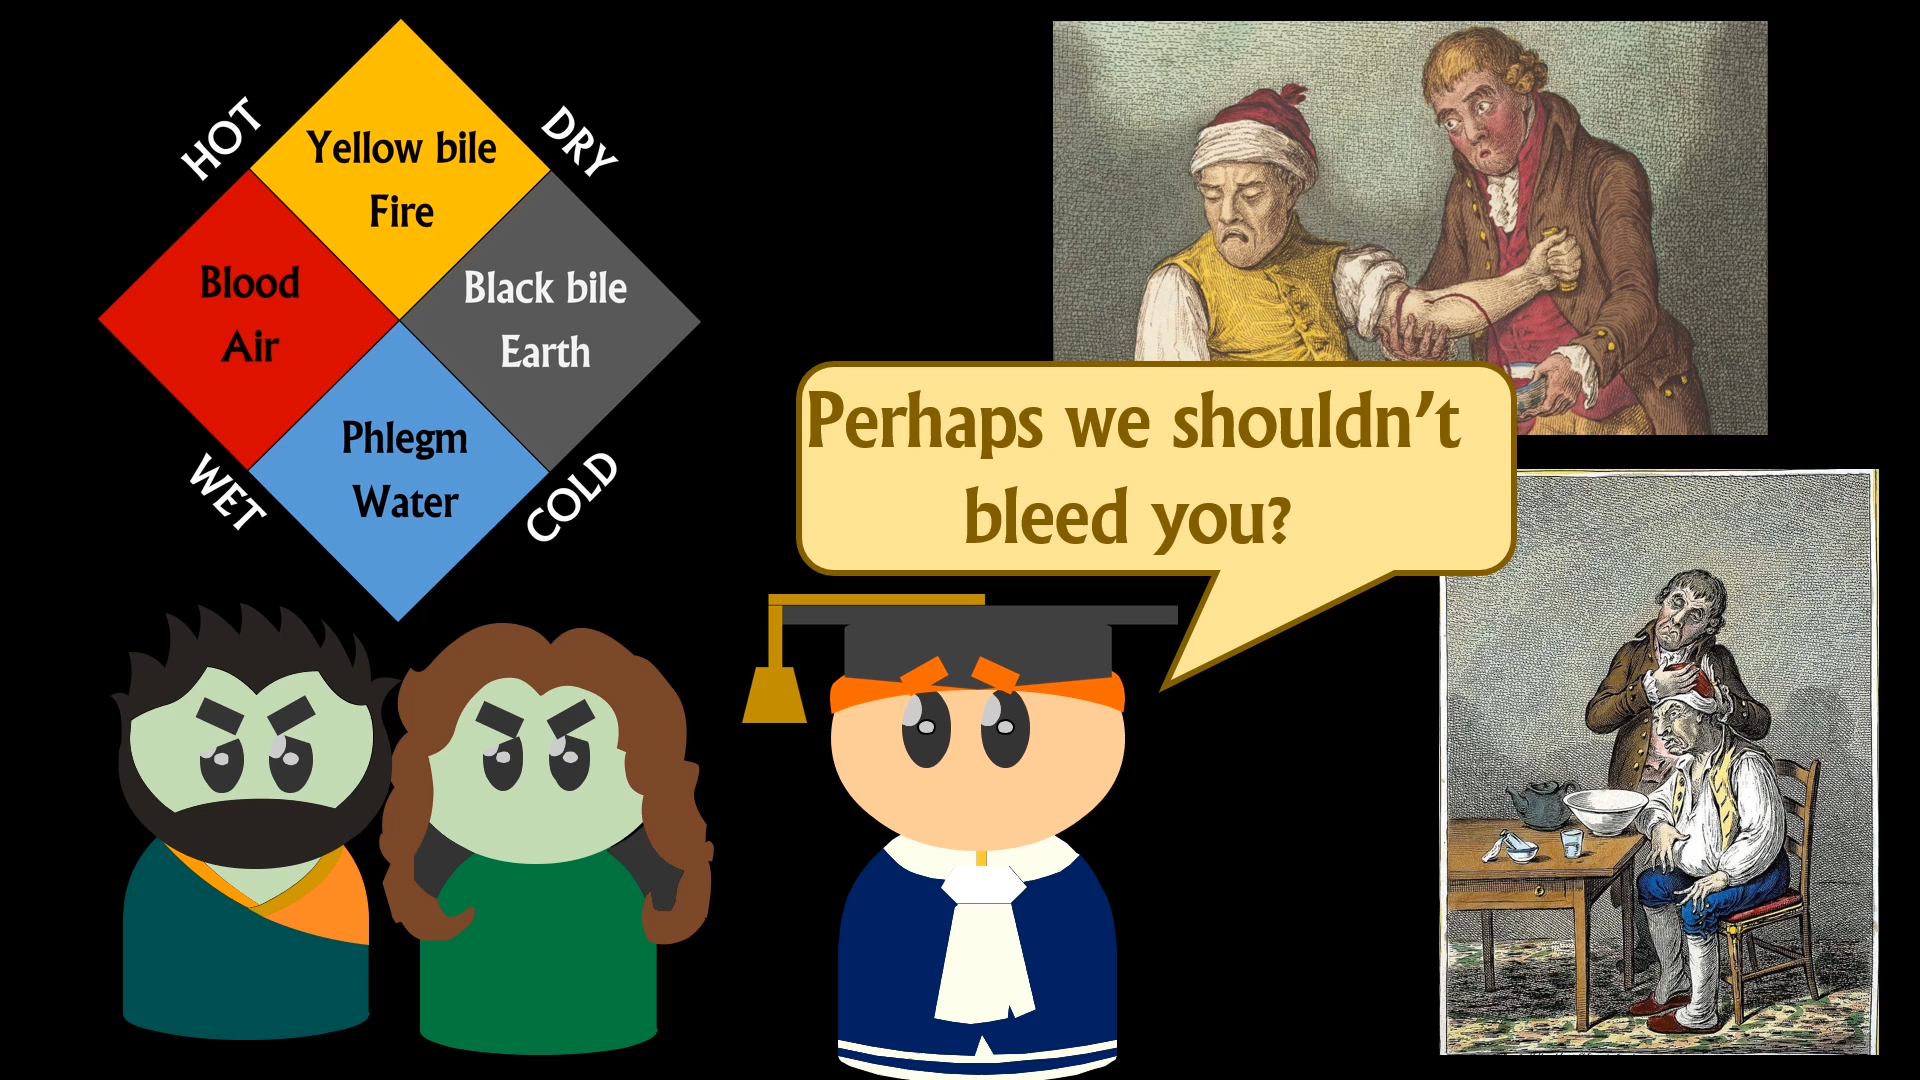 HOT
DRY
Yellow bile
Fire
Blood
Air
Black bile
Earth
Phlegm
Water
WET
COLD
Perhaps we shouldn’t
bleed you?